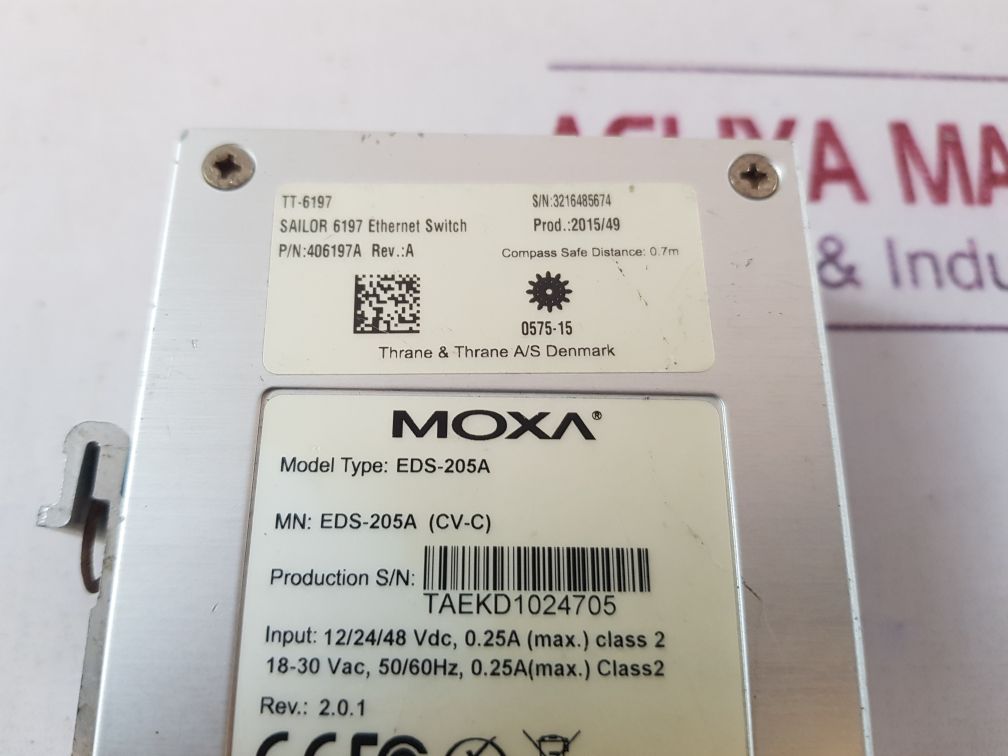 TT-6197
SAILOR 6197 Ethernet Switch
P/N:406197A Rev.:A
S/N:3216485674
Prod.:2015/49
Compass Safe Distance: 0.7m
0575-15
Thrane & Thrane A/S Denmark
MOXA®
Model Type: EDS-205A
MN: EDS-205A (CV-C)
Production S/N:
TAEKD1024705
Input: 12/24/48 Vdc, 0.25A (max.) class 2
18-30 Vac, 50/60Hz, 0.25A(max.) Class2
Rev.: 2.0.1
& Indu